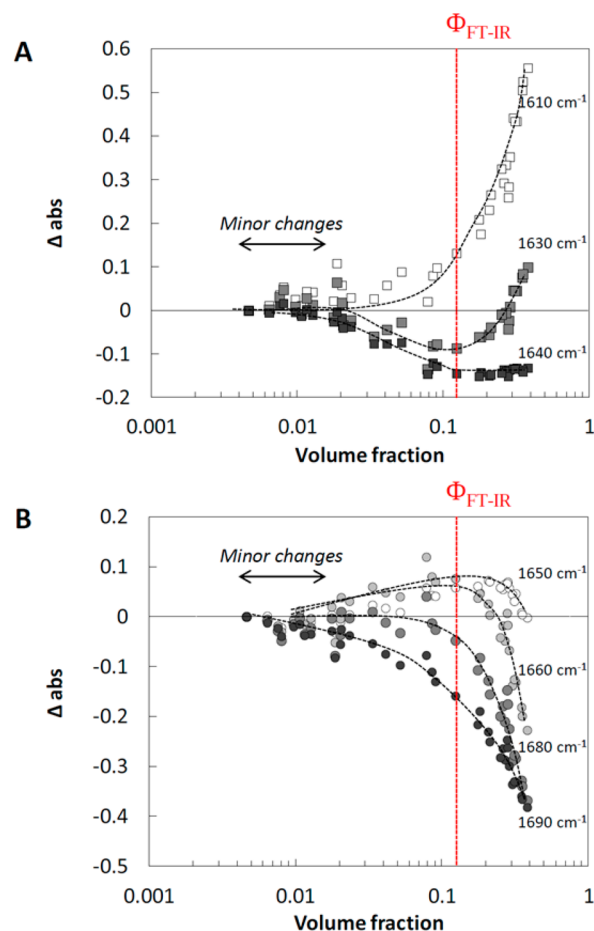 ΦFT-IR
A
0.6
0.5
0.4
0.3
0.2
0.1
0
-0.1
-0.2
Δ abs
Minor changes
1610 cm-1
1630 cm-1
1640 cm-1
0.001 0.01 0.1 1
Volume fraction
ΦFT-IR
B
0.2
0.1
0
-0.1
-0.2
-0.3
-0.4
-0.5
Δ abs
Minor changes
1650 cm-1
1660 cm-1
1680 cm-1
1690 cm-1
0.001 0.01 0.1 1
Volume fraction